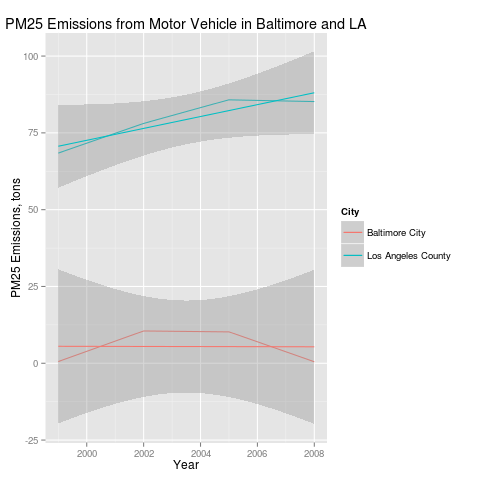 PM25 Emissions from Motor Vehicle in Baltimore and LA
100
75
50
25
0
-25
PM25 Emissions, tons
2000 2002 2004 2006 2008
Year
City
Baltimore City
Los Angeles County